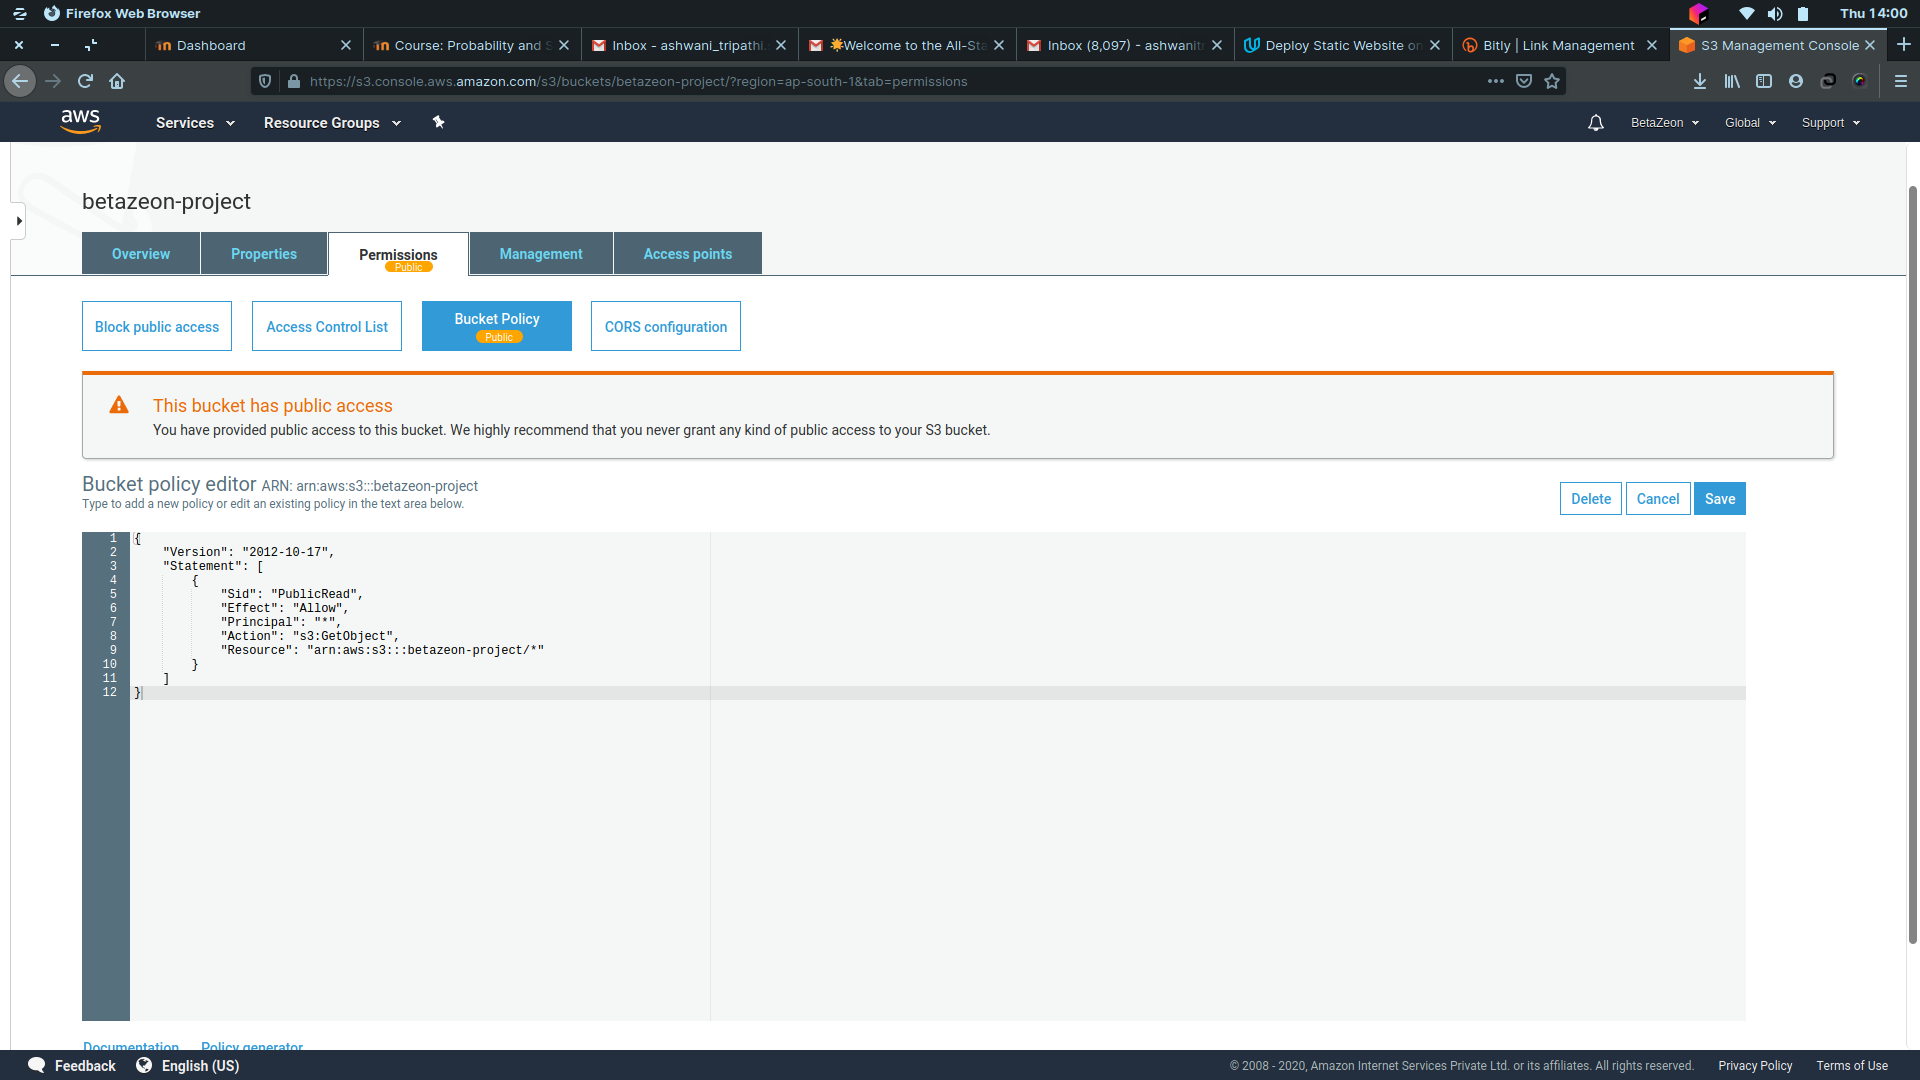 Firefox Web Browser
Thu 14:00
Dashboard
Course: Probability and S
Inbox - ashwani_tripathi.
Welcome to the All-Sta
Inbox (8,097) - ashwanit
Deploy Static Website on
Bitly | Link Management
S3 Management Console
https://s3.console.aws.amazon.com/s3/buckets/betazeon-project/?region=ap-south-1&tab=permissions
aws
Services
Resource Groups
BetaZeon
Global
Support
betazeon-project
Overview
Properties
Permissions
Public
Management
Access points
Block public access
Access Control List
Bucket Policy
Public
CORS configuration
This bucket has public access
You have provided public access to this bucket. We highly recommend that you never grant any kind of public access to your S3 bucket.
Bucket policy editor ARN: arn:aws:s3:::betazeon-project
Type to add a new policy or edit an existing policy in the text area below.
Delete
Cancel
Save
1 {
2 "Version": "2012-10-17",
3 "Statement": [
4 {
5 "Sid": "PublicRead",
6 "Effect": "Allow",
7 "Principal": "*",
8 "Action": "s3:GetObject",
9 "Resource": "arn:aws:s3:::betazeon-project/*"
10 }
11 ]
12 }
Documentation
Policy generator
Feedback
English (US)
© 2008 - 2020, Amazon Internet Services Private Ltd. or its affiliates. All rights reserved.
Privacy Policy
Terms of Use